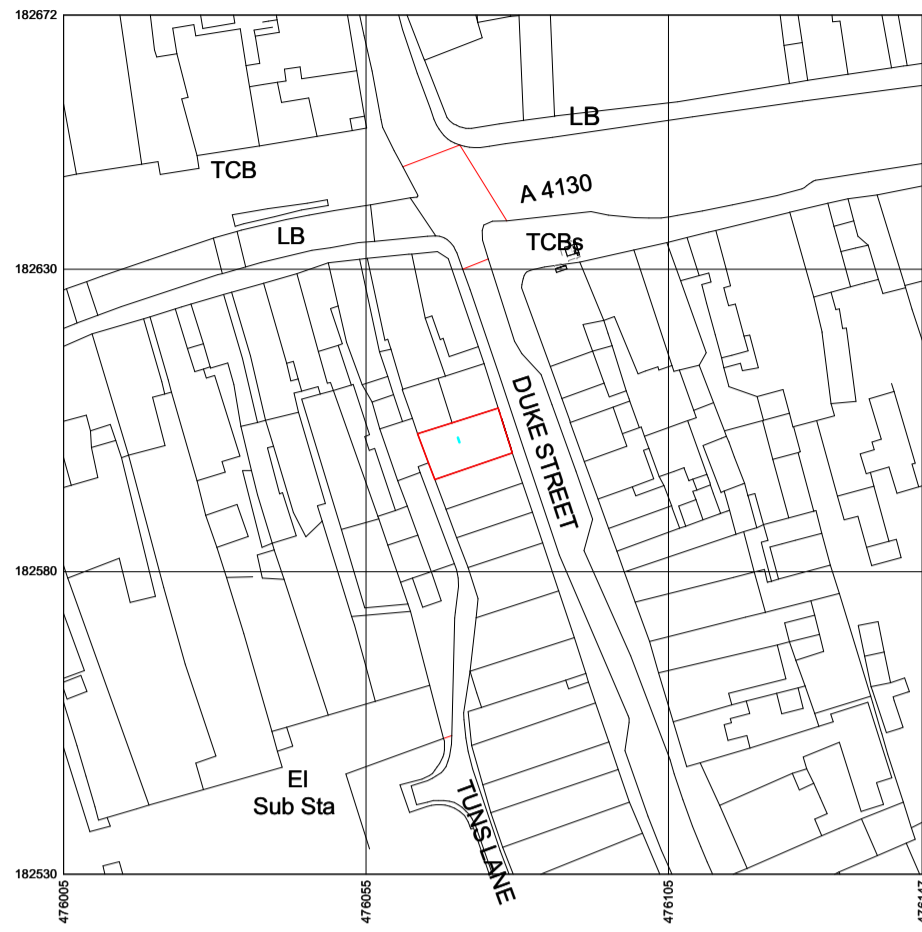 182672
LB
TCB
A 4130
LB
TCBs
182630
DUKE STREET
182580
El
Sub Sta
TUNS LANE
182530
476005
476055
476105
476147